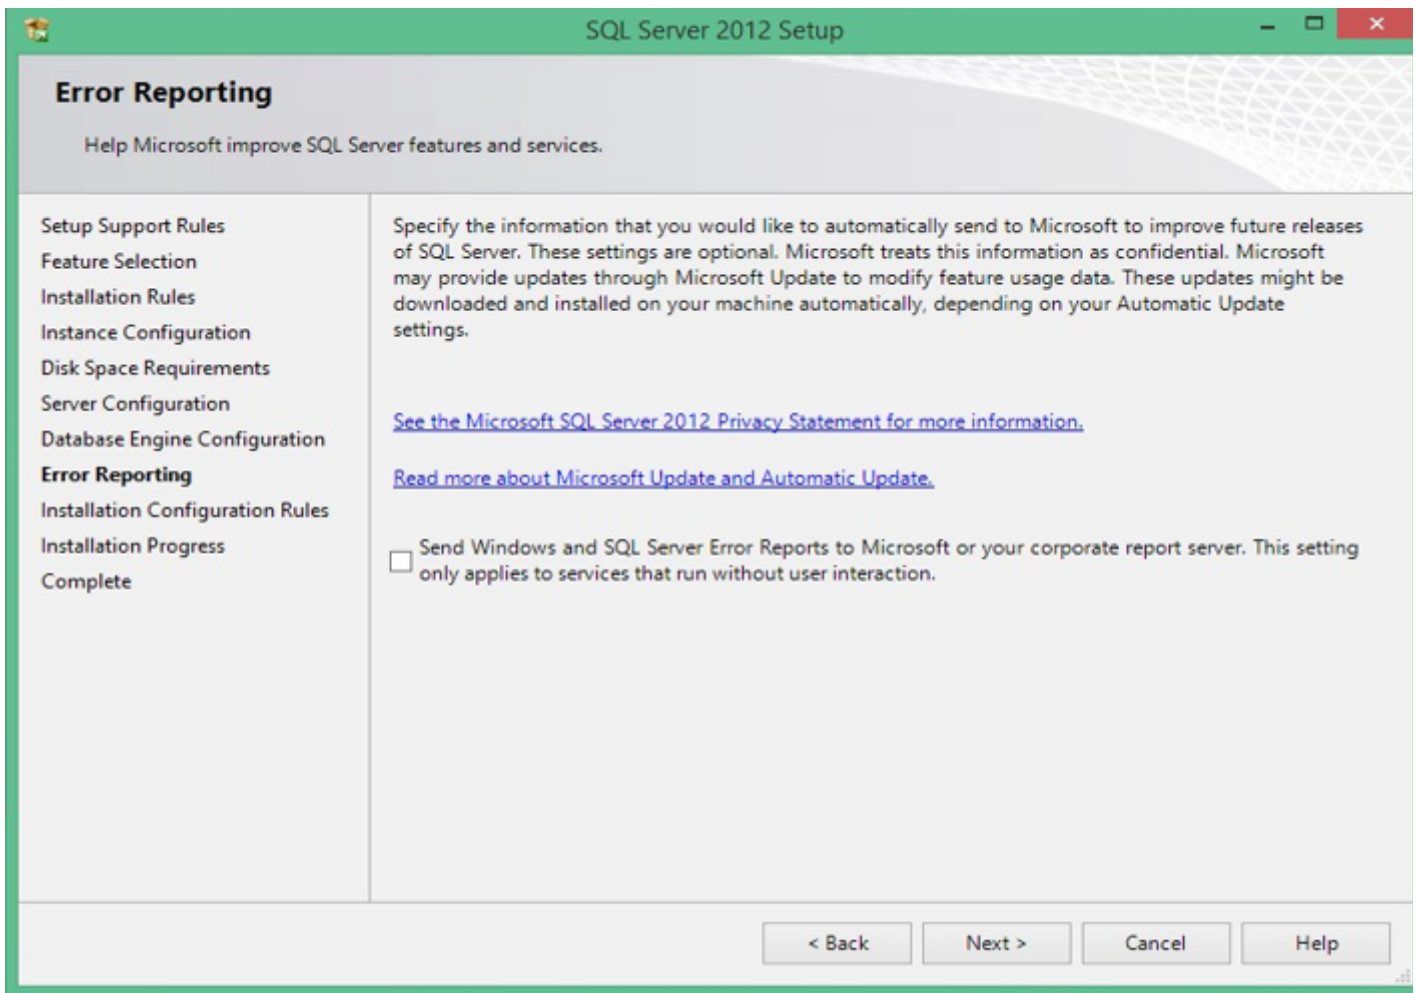 SQL Server 2012 Setup
Error Reporting
Help Microsoft improve SQL Server features and services.
Setup Support Rules
Feature Selection
Installation Rules
Instance Configuration
Disk Space Requirements
Server Configuration
Database Engine Configuration
Error Reporting
Installation Configuration Rules
Installation Progress
Complete
Specify the information that you would like to automatically send to Microsoft to improve future releases
of SQL Server. These settings are optional. Microsoft treats this information as confidential. Microsoft
may provide updates through Microsoft Update to modify feature usage data. These updates might be
downloaded and installed on your machine automatically, depending on your Automatic Update
settings.
See the Microsoft SQL Server 2012 Privacy Statement for more information.
Read more about Microsoft Update and Automatic Update.
Send Windows and SQL Server Error Reports to Microsoft or your corporate report server. This setting
only applies to services that run without user interaction.
< Back
Next >
Cancel
Help